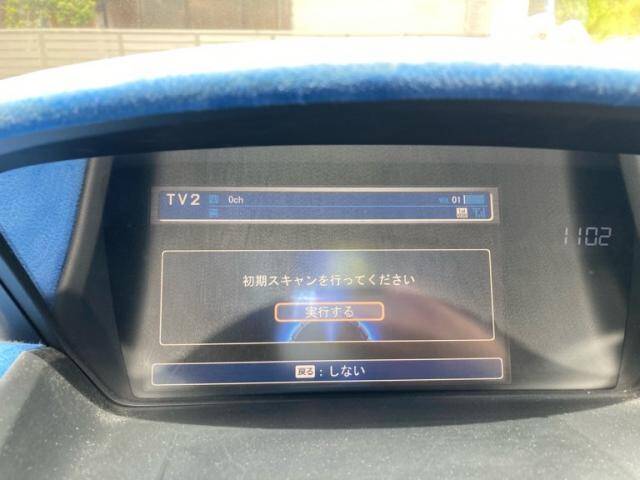 TV2 0ch 01
初期スキャンを行ってください
実行する
戻る:しない
1102